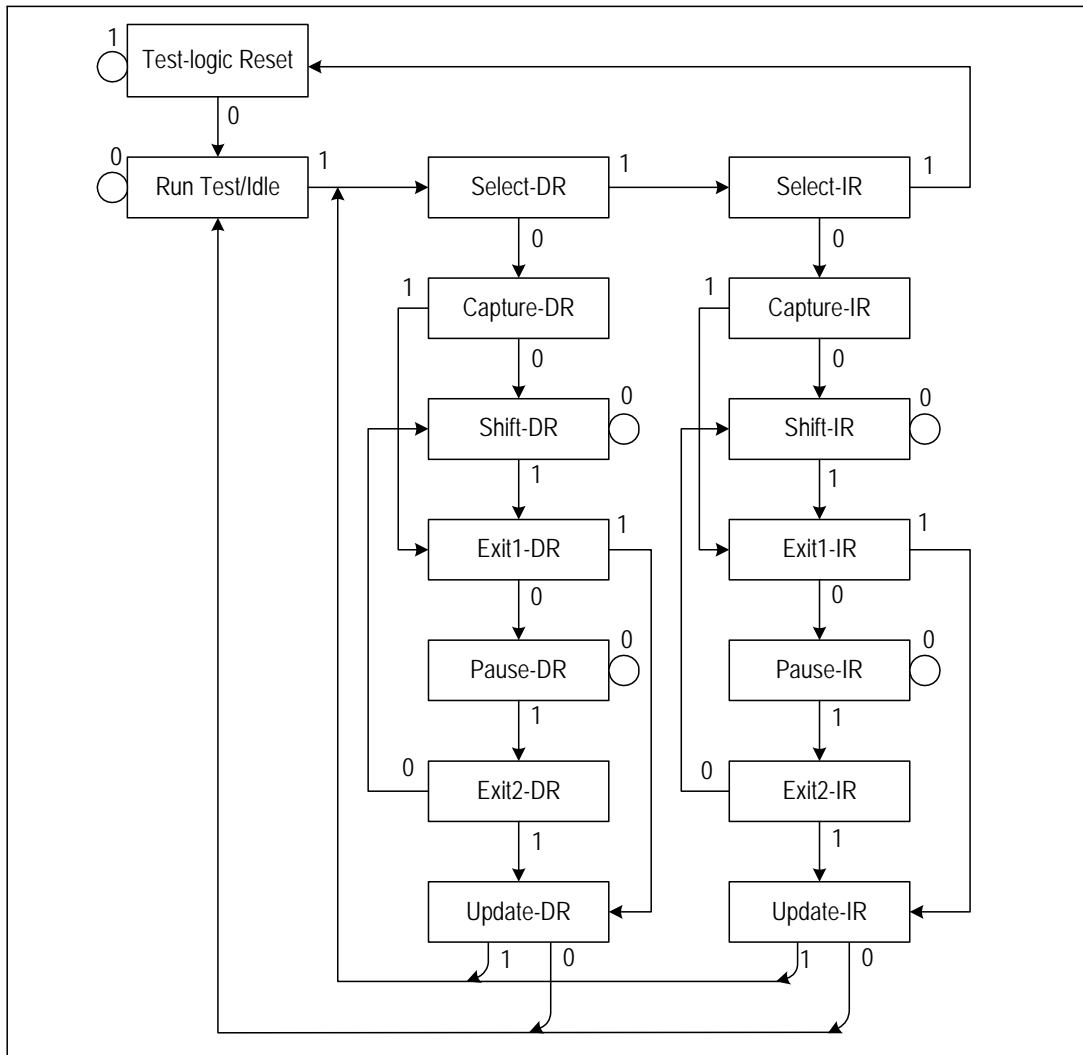 1
Test-logic Reset
0
0
Run Test/Idle
1
Select-DR
1
Select-IR
1
0
0
1
Capture-DR
1
Capture-IR
0
0
Shift-DR
0
Shift-IR
0
1
1
Exit1-DR
1
Exit1-IR
1
0
0
Pause-DR
0
Pause-IR
0
1
1
0
Exit2-DR
0
Exit2-IR
1
1
Update-DR
Update-IR
1
0
1
0